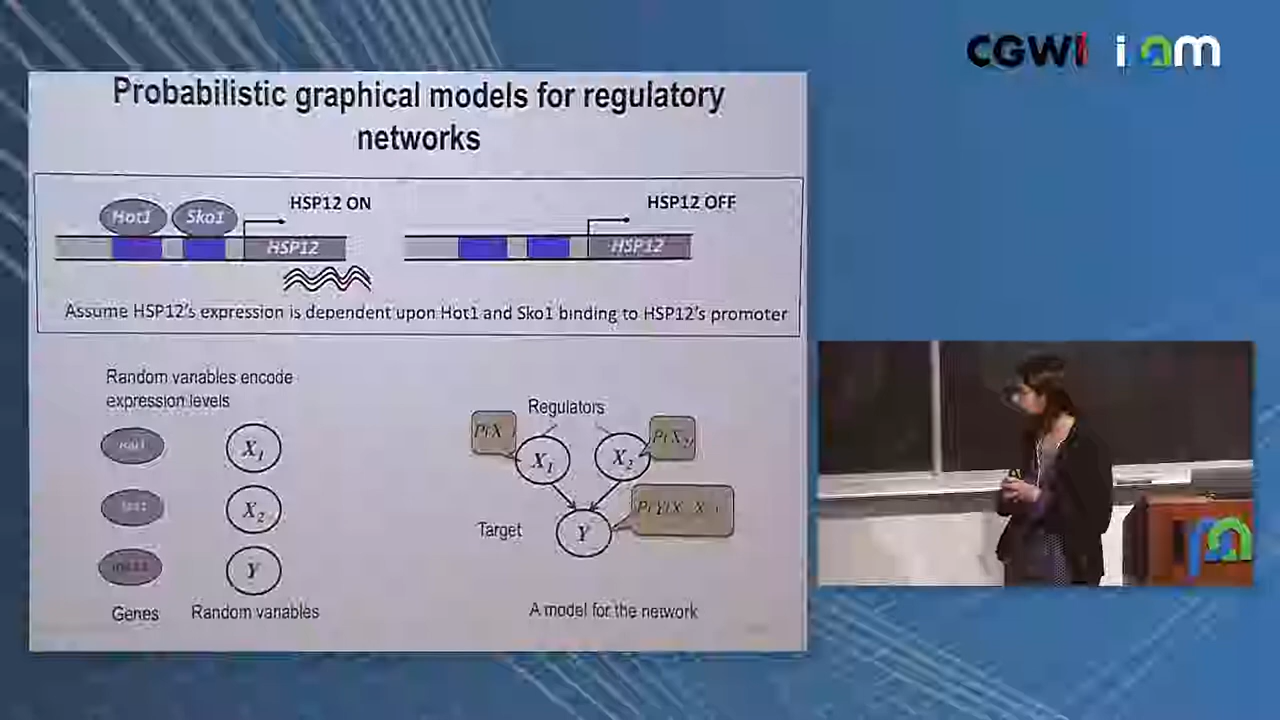 CGWI i am
Probabilistic graphical models for regulatory
networks
HSP12 ON
HSP12 OFF
Hot1 Sko1
HSP12
HSP12
Assume HSP12's expression is dependent upon Hot1 and Sko1 binding to HSP12's promoter
Random variables encode
expression levels
Regulators
X1
X2
Y
X1
X2
Target
Y
Genes
Random variables
A model for the network